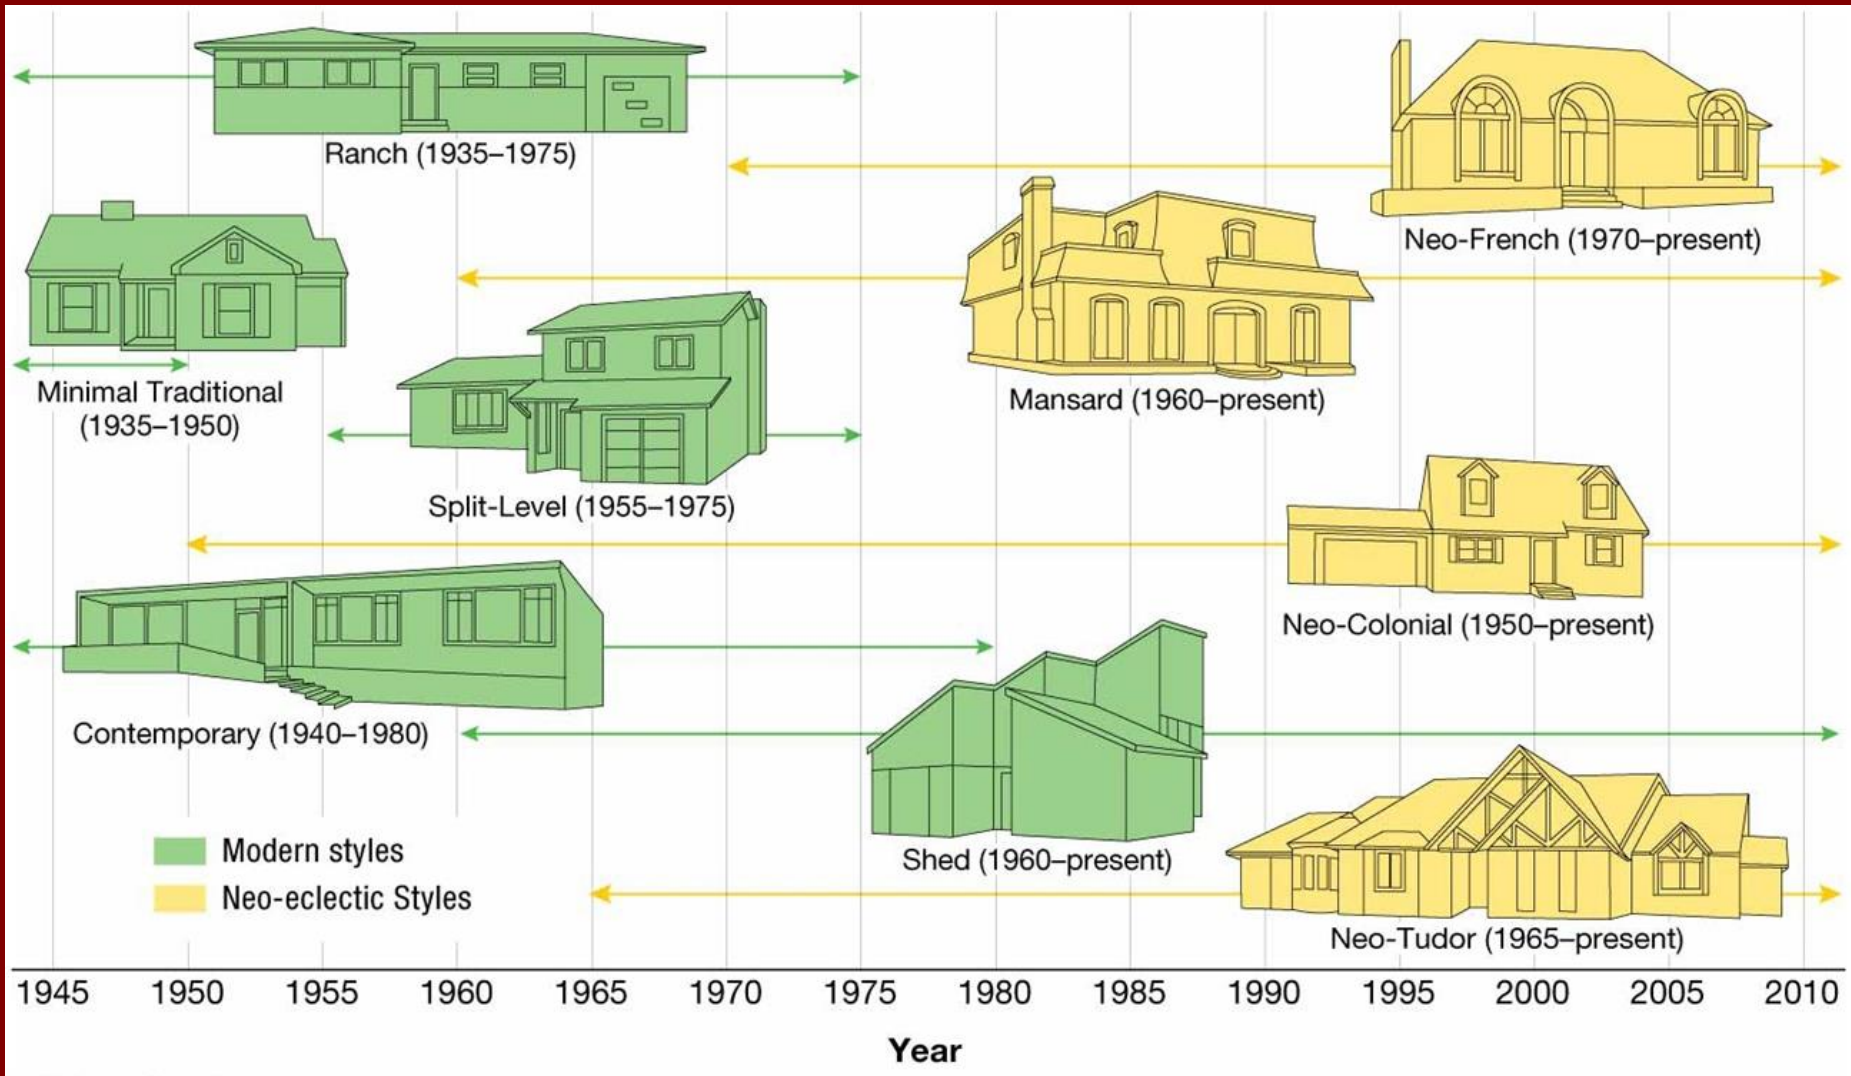 Ranch (1935–1975)
Neo-French (1970–present)
Minimal Traditional
(1935–1950)
Mansard (1960–present)
Split-Level (1955–1975)
Neo-Colonial (1950–present)
Contemporary (1940–1980)
Modern styles
Neo-eclectic Styles
Shed (1960–present)
Neo-Tudor (1965–present)
1945 1950 1955 1960 1965 1970 1975 1980 1985 1990 1995 2000 2005 2010
Year